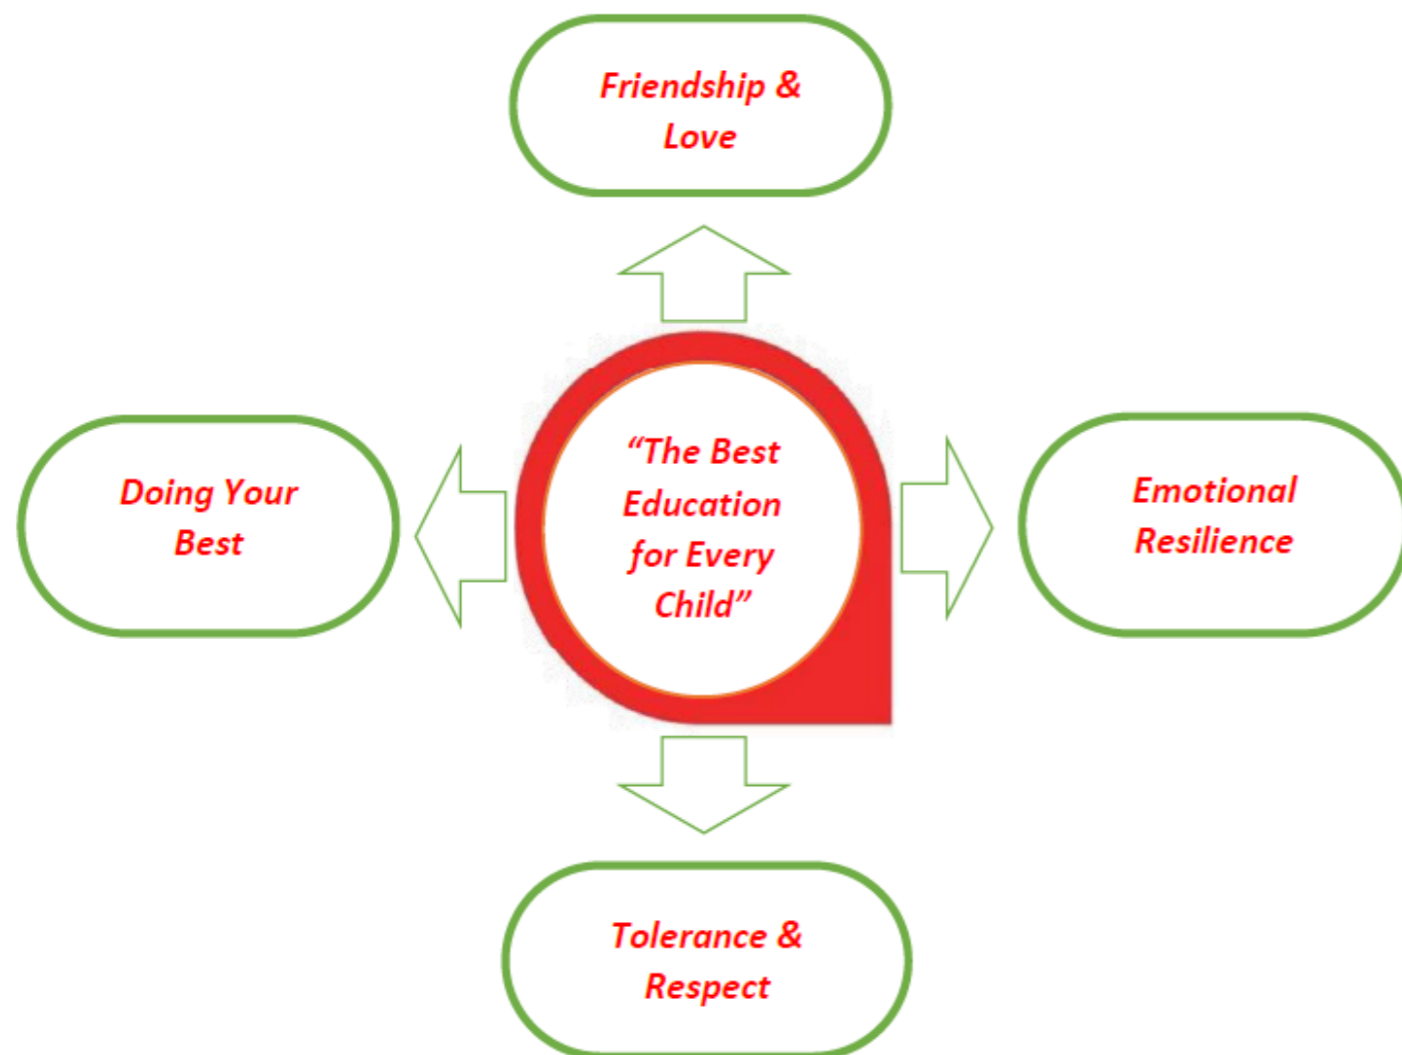 Friendship &
Love
“The Best
Education
for Every
Child”
Doing Your
Best
Emotional
Resilience
Tolerance &
Respect